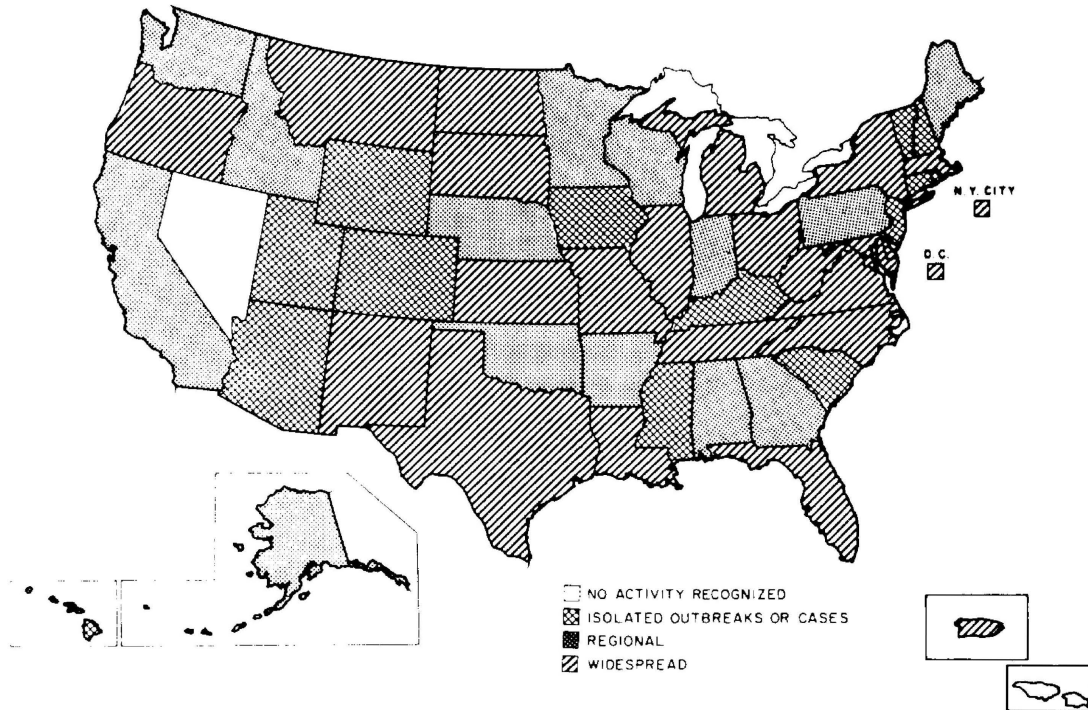 N.Y. CITY
D.C.
NO ACTIVITY RECOGNIZED
ISOLATED OUTBREAKS OR CASES
REGIONAL
WIDESPREAD